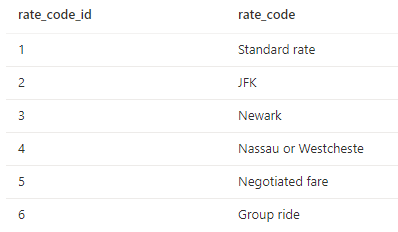 rate_code_id rate_code
1 Standard rate
2 JFK
3 Newark
4 Nassau or Westcheste
5 Negotiated fare
6 Group ride